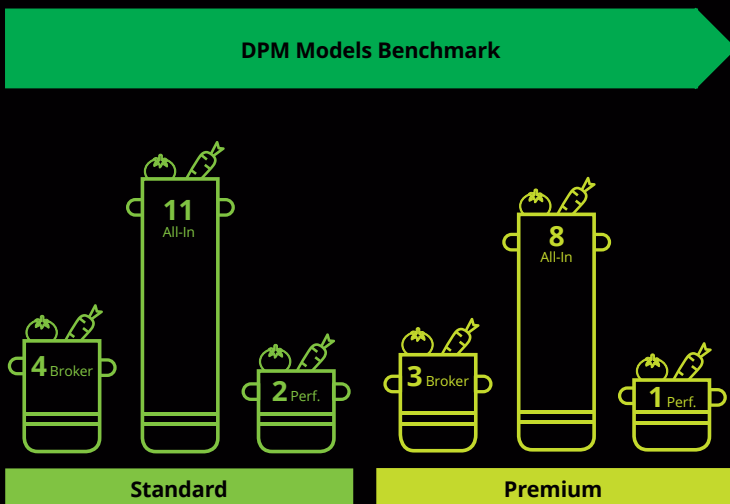 DPM Models Benchmark
11
All-In
4 Broker
2 Perf.
8
All-In
3 Broker
1 Perf.
Standard
Premium